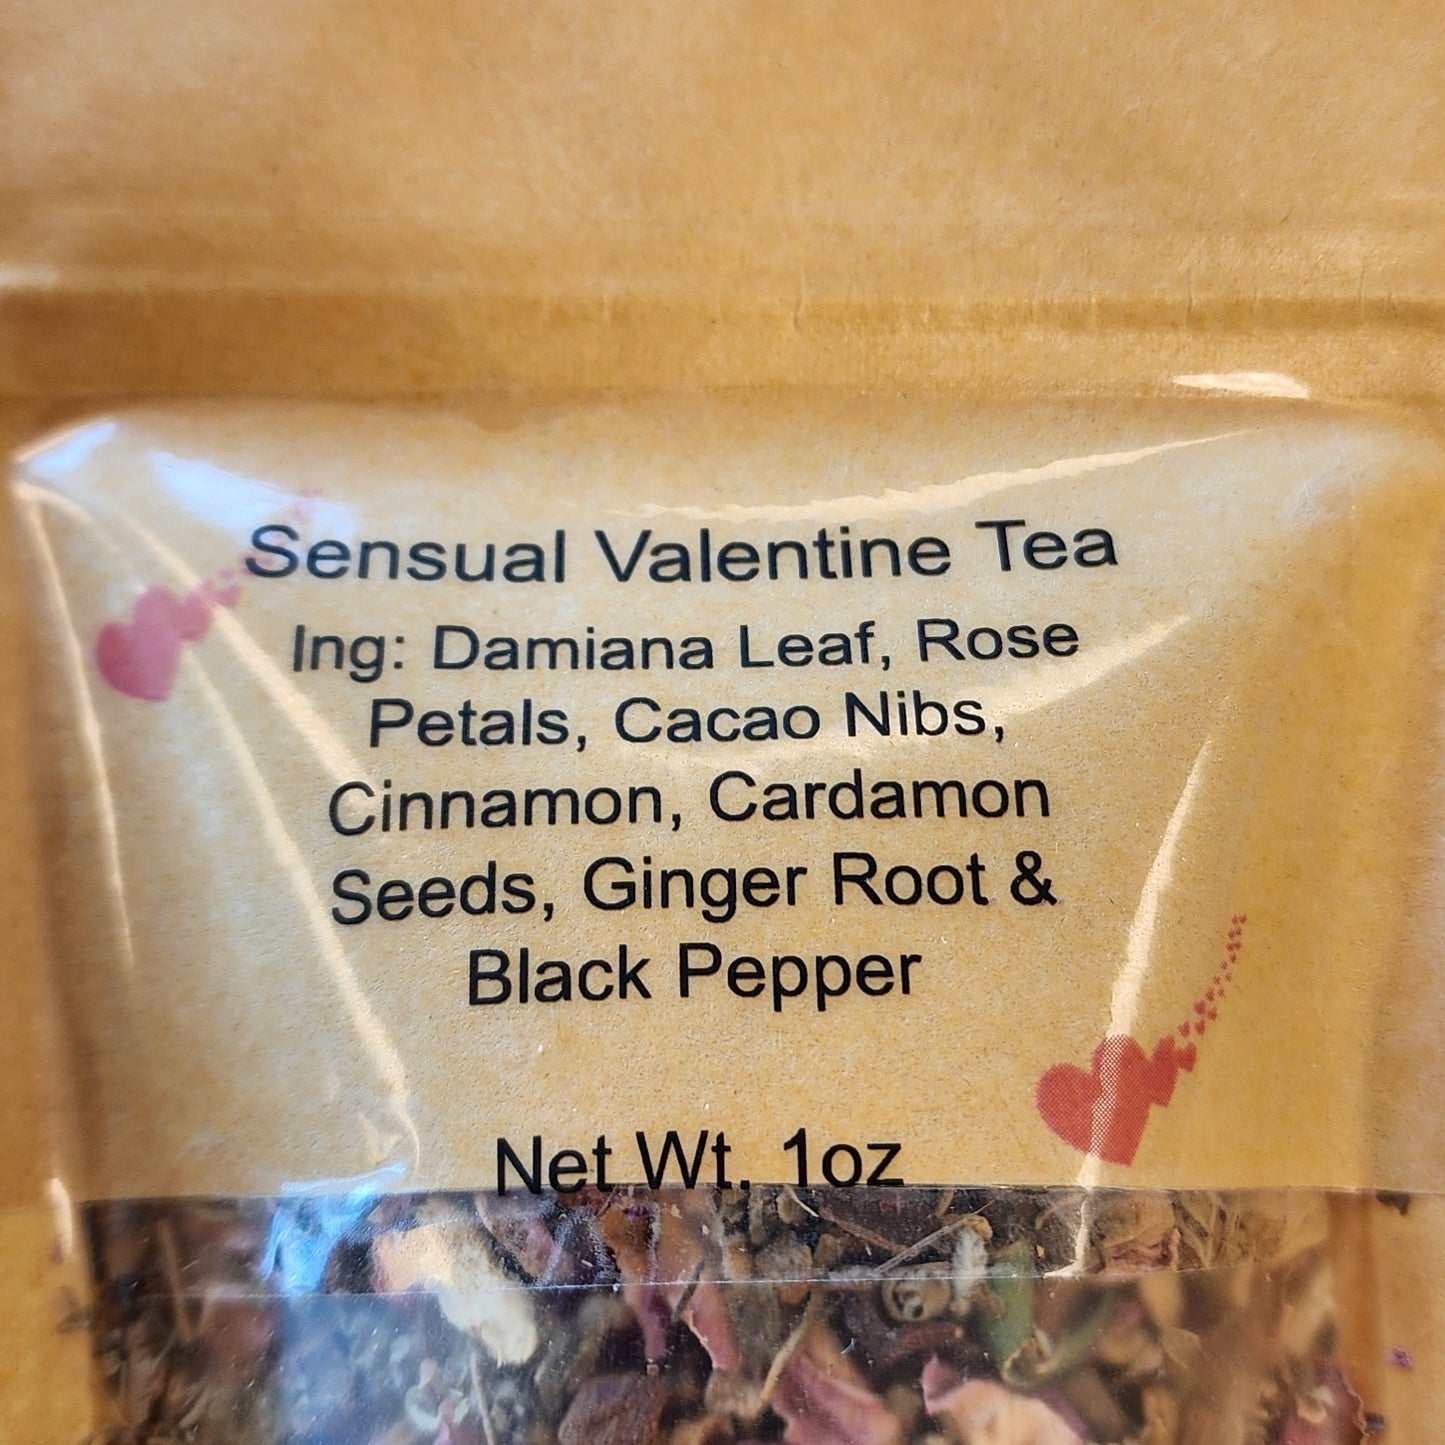 Sensual Valentine Tea
Ing: Damiana Leaf, Rose
Petals, Cacao Nibs,
Cinnamon, Cardamon
Seeds, Ginger Root &
Black Pepper
Net Wt. 1oz